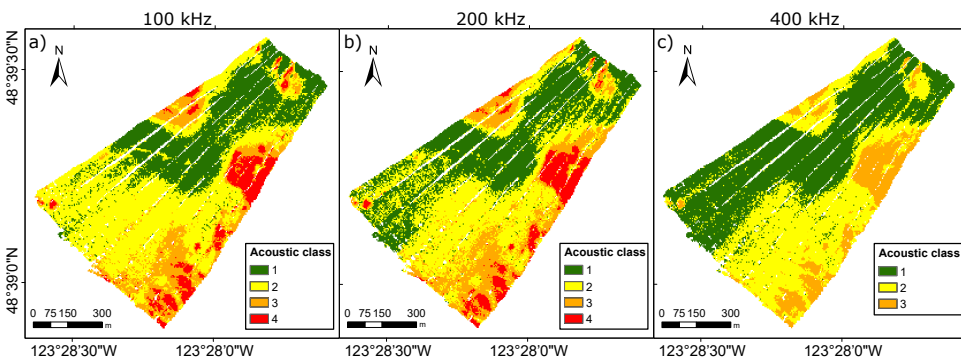 100 kHz
200 kHz
400 kHz
a)
N
b)
N
c)
N
48°39'30"N
48°39'0"N
Acoustic class
1
2
3
4
Acoustic class
1
2
3
4
Acoustic class
1
2
3
0 75 150 300
m
0 75 150 300
m
0 75 150 300
m
123°28'30"W
123°28'0"W
123°28'30"W
123°28'0"W
123°28'30"W
123°28'0"W